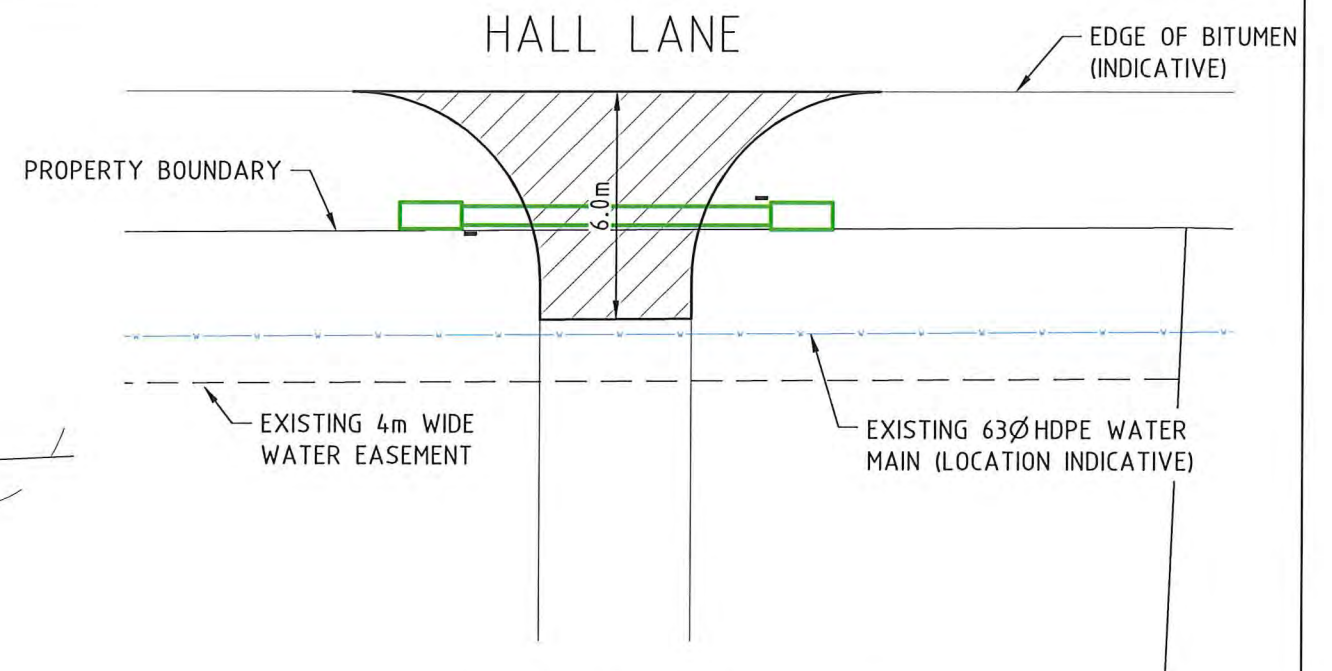 HALL LANE
EDGE OF BITUMEN
(INDICATIVE)
PROPERTY BOUNDARY
6.0m
W W W W W W W W W W W W W W W W W W W
EXISTING 4m WIDE
WATER EASEMENT
EXISTING 63Ø HDPE WATER
MAIN (LOCATION INDICATIVE)